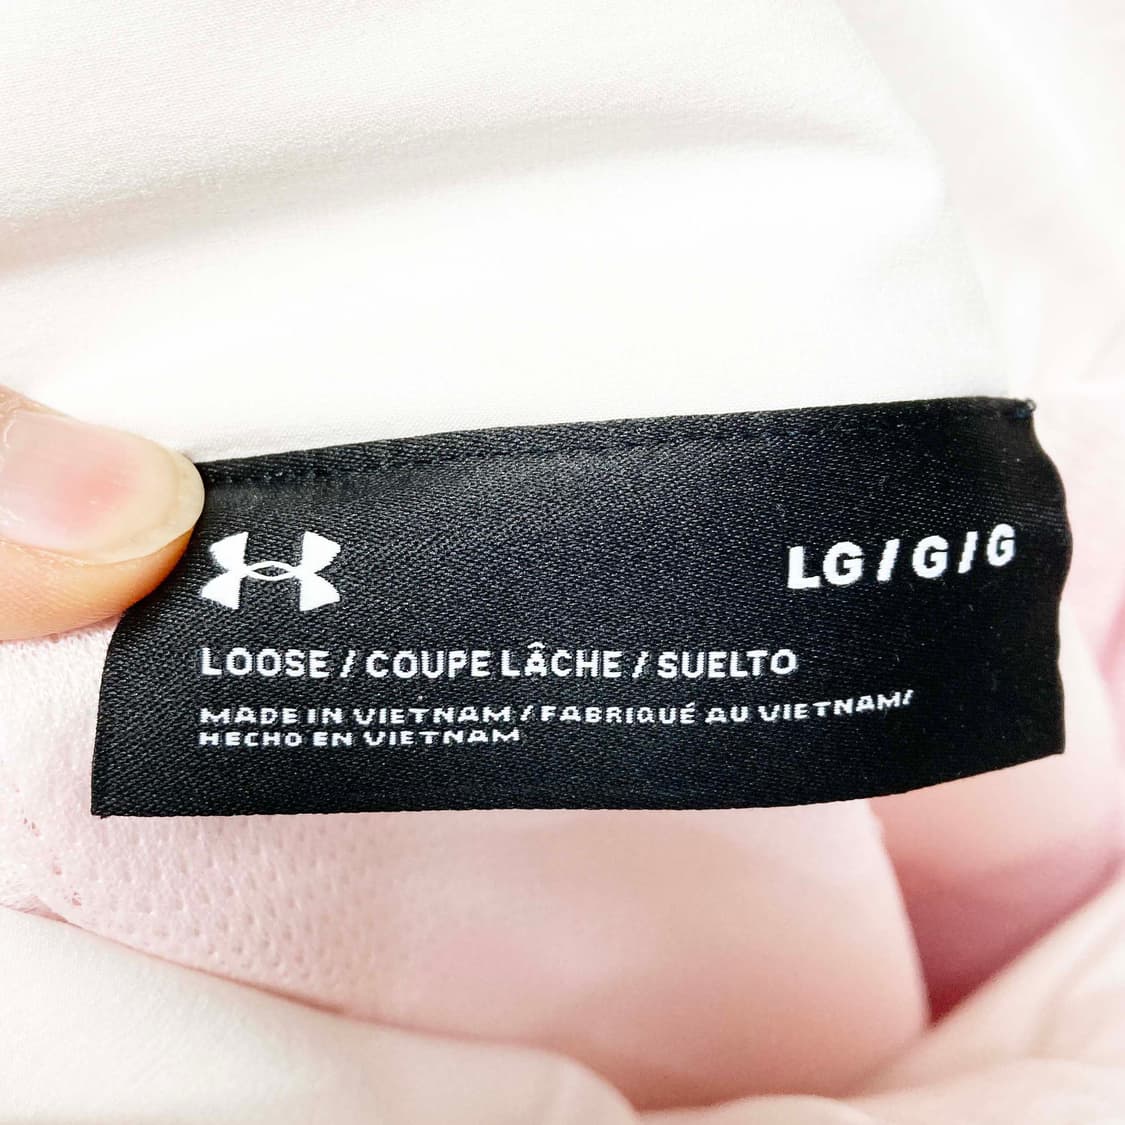 LG / G / G
LOOSE / COUPE LÂCHE / SUELTO
MADE IN VIETNAM / FABRIQUÉ AU VIETNAM/
HECHO EN VIETNAM